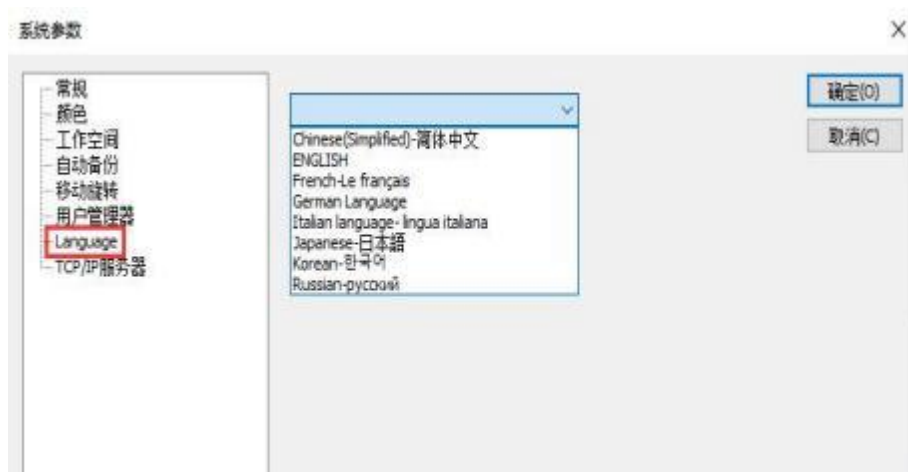 系统参数
常规
颜色
工作空间
自动备份
移动旋转
用户管理器
Language
TCP/IP服务器
Chinese(Simplified)-简体中文
ENGLISH
French-Le français
German Language
Italian language- lingua italiana
Japanese-日本語
Korean-한국어
Russian-русский
确定(O)
取消(C)